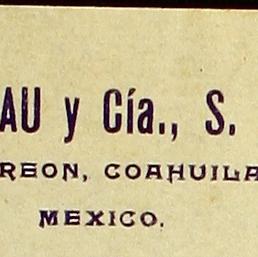 AU y Cía., S.
REON, COAHUILA
MEXICO.